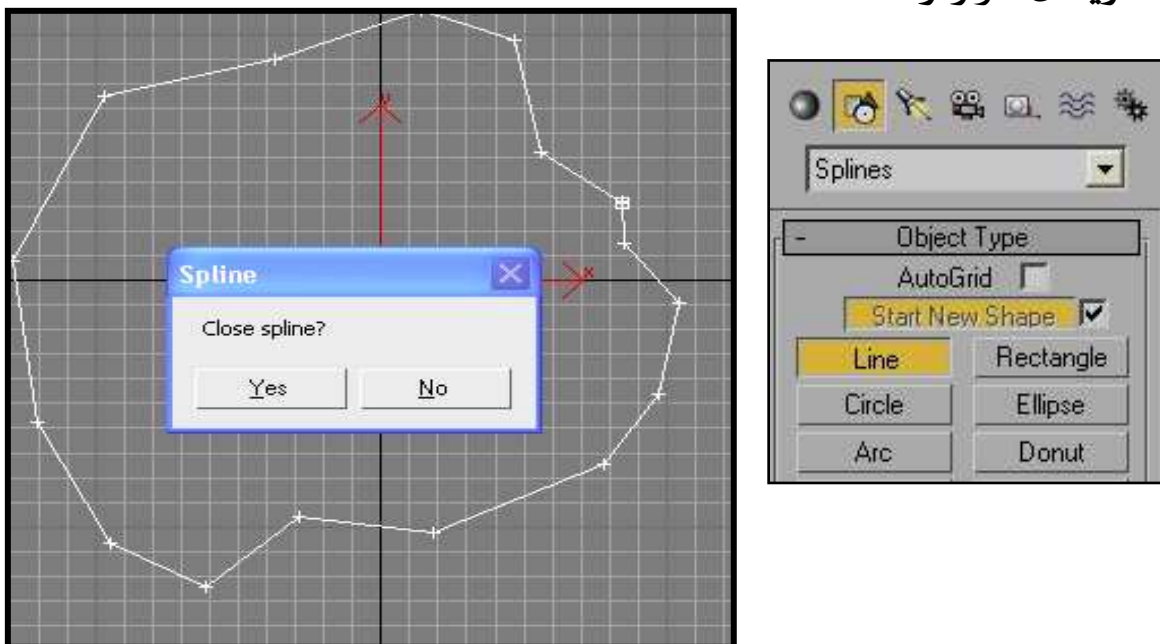 Spline
Close spline?
Yes No
Splines
- Object Type
AutoGrid
Start New Shape
Line Rectangle
Circle Ellipse
Arc Donut
y
x